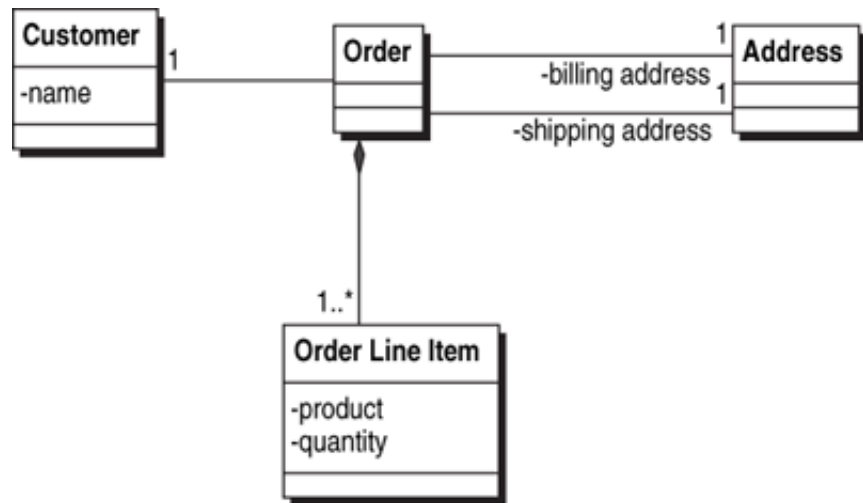 Customer
-name
1
Order
1
-billing address
1
-shipping address
Address
1..*
Order Line Item
-product
-quantity